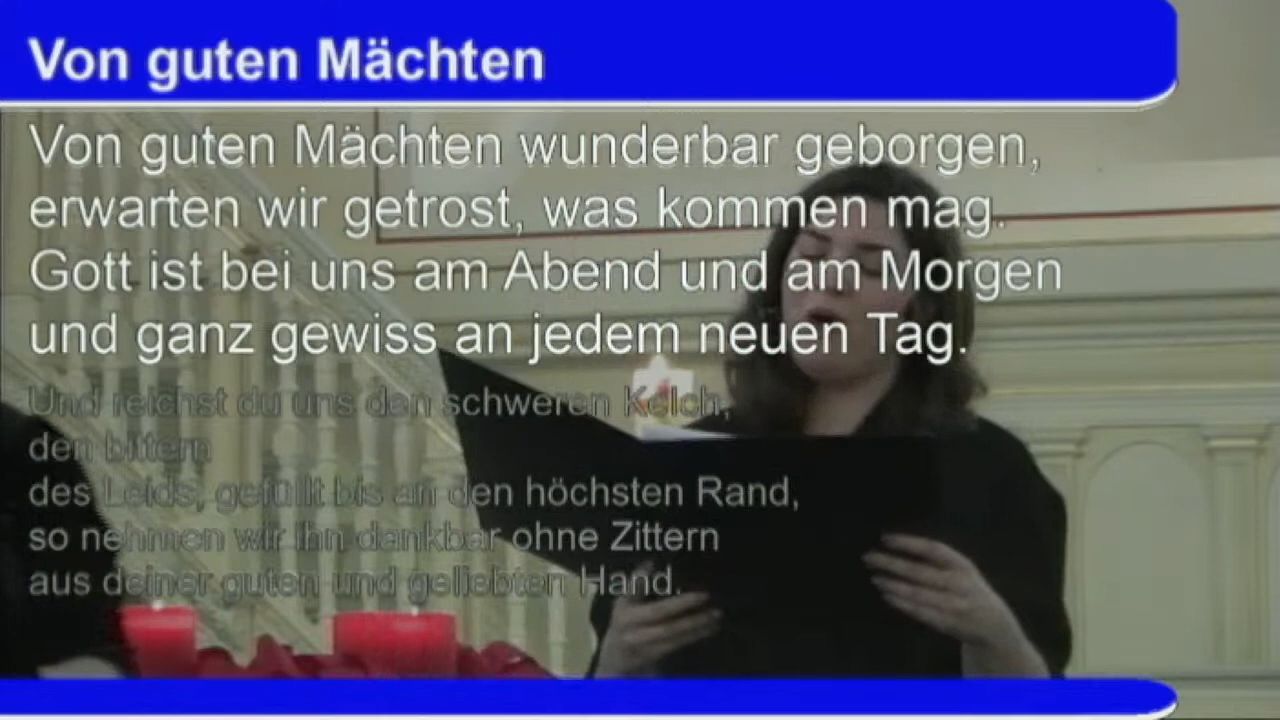 Von guten Mächten
Von guten Mächten wunderbar geborgen,
erwarten wir getrost, was kommen mag.
Gott ist bei uns am Abend und am Morgen
und ganz gewiss an jedem neuen Tag.
Und reichst du uns den schweren Kelch,
den bittern
des Leids, gefüllt bis an den höchsten Rand,
so nehmen wir ihn dankbar ohne Zittern
aus deiner guten und geliebten Hand.